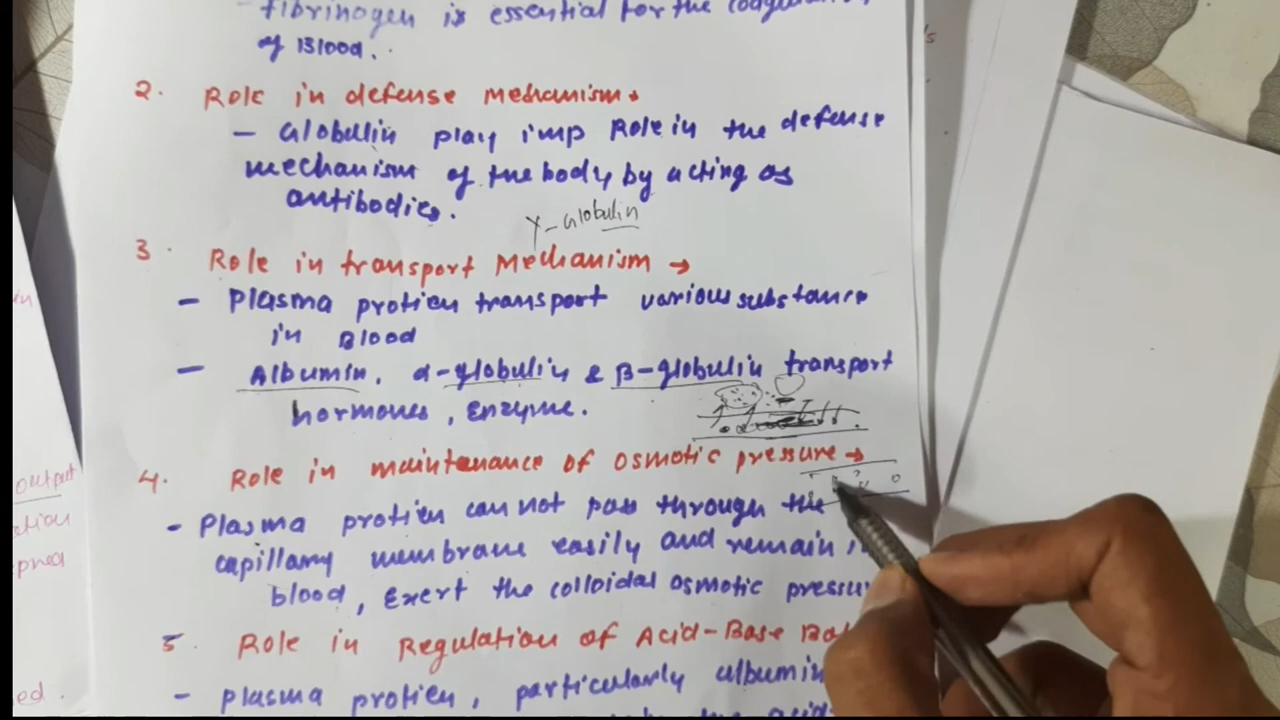 - fibrinogen is essential for the
of Blood.
2. Role in defense Mechanism→
- Globulin play imp Role in the defense
mechanism of the body by acting as
antibodies.
γ-Globulin
3. Role in transport Mechanism →
- Plasma protien transport various substance
in Blood
- Albumin, α-globulin & β-globulin transport
hormones, Enzyme.
4. Role in maintenance of osmotic pressure→
- Plasma protien can not pass through the
capillary membrane easily and remain in
blood, Exert the colloidal osmotic
5. Role in Regulation of Acid-Base
- plasma protien, particularly albumin
output
ed.